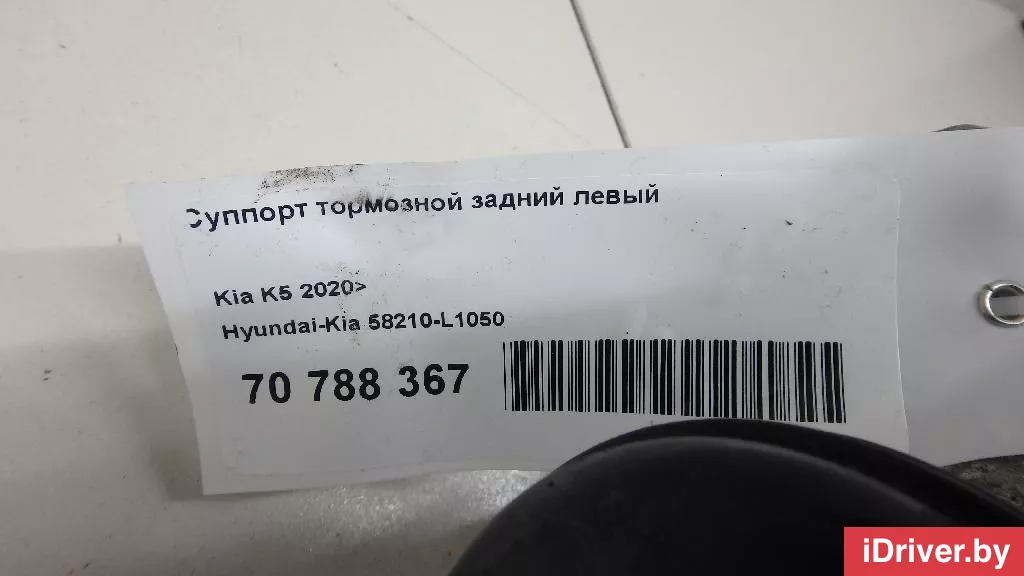 Суппорт тормозной задний левый
Kia K5 2020>
Hyundai-Kia 58210-L1050
70 788 367
iDriver.by